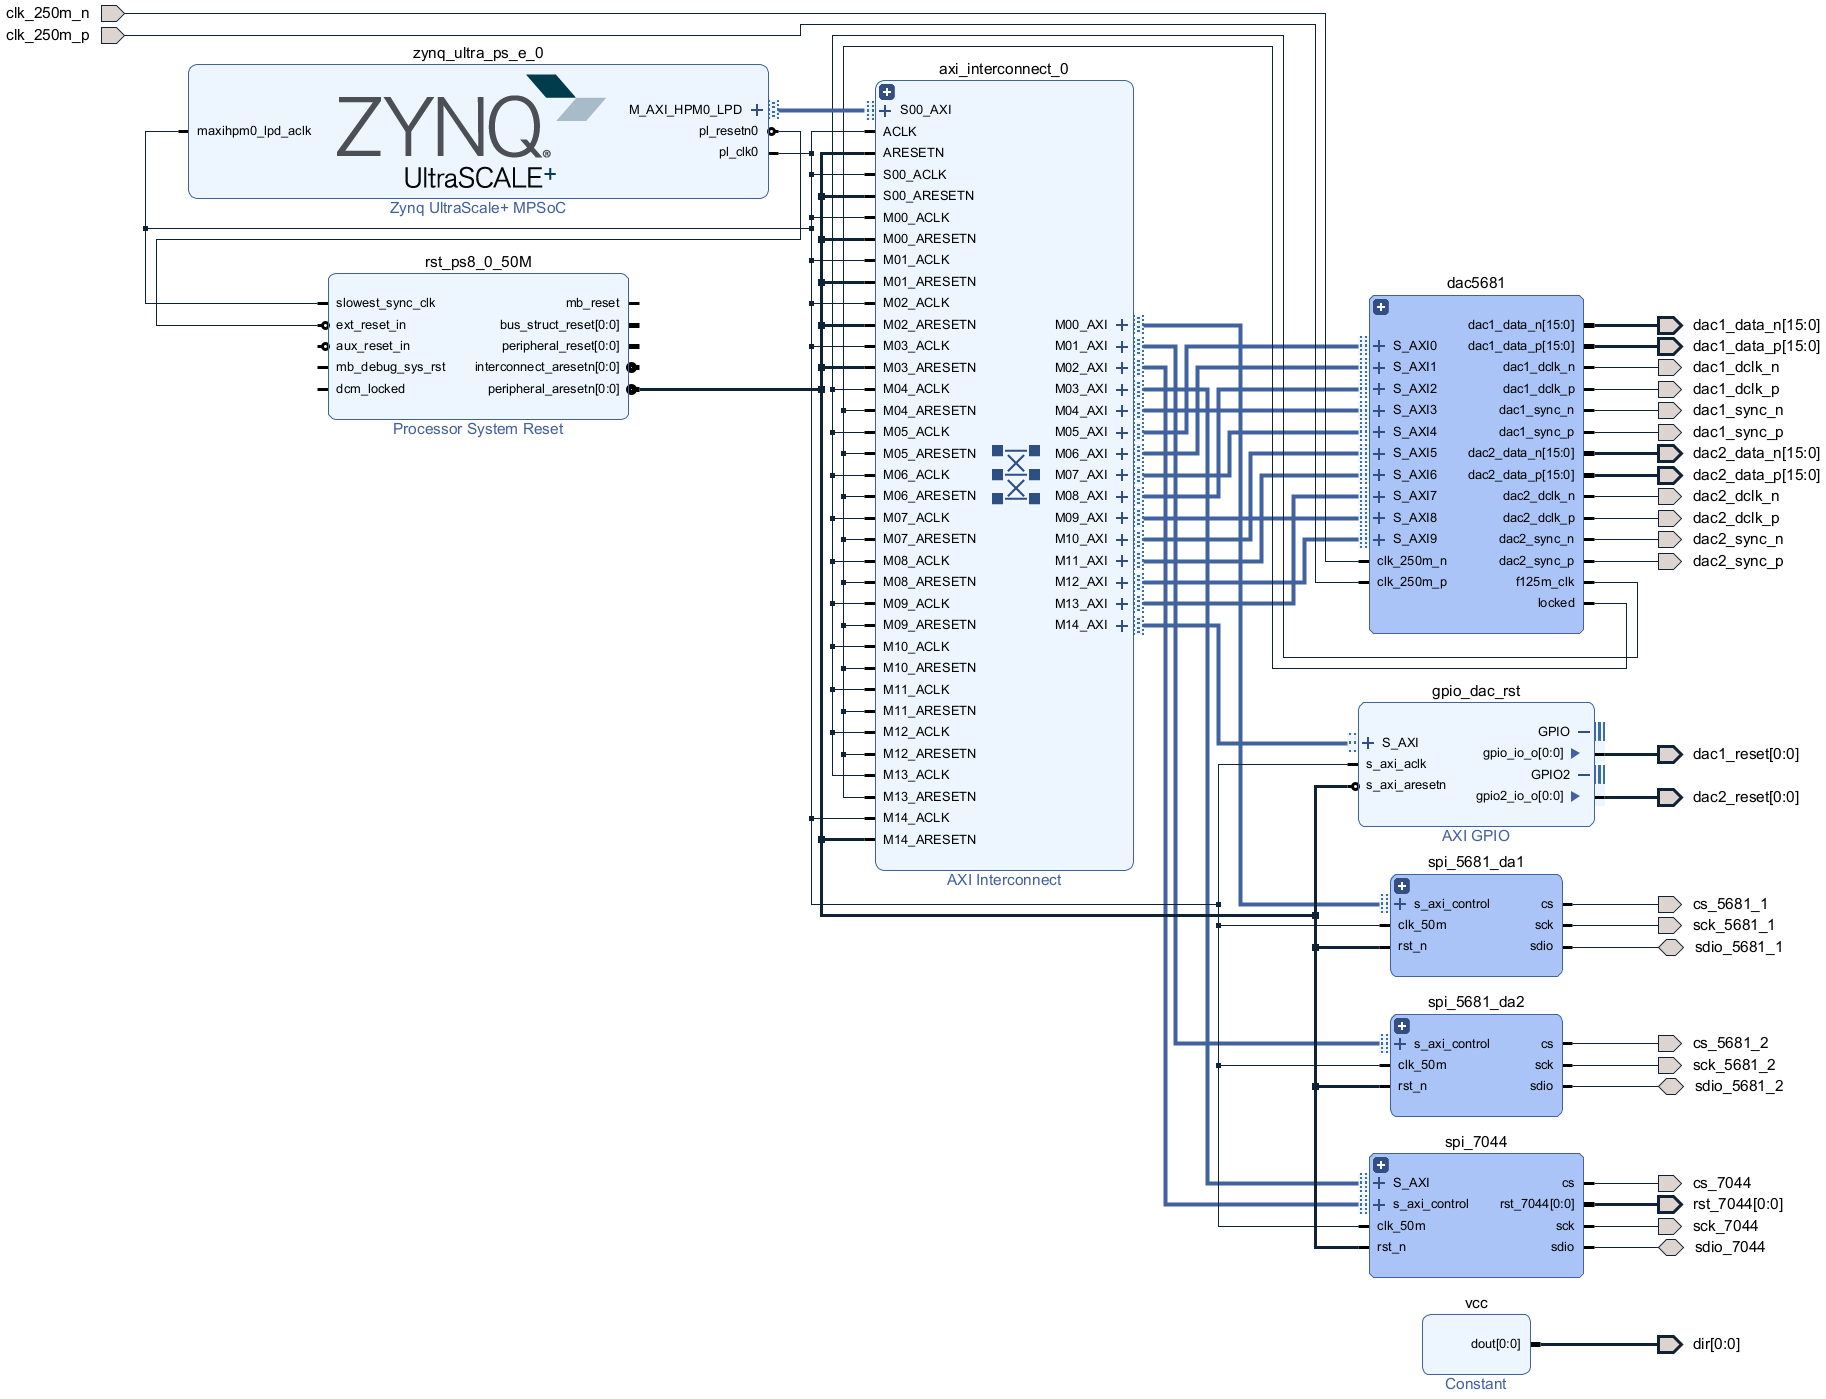 clk_250m_n
clk_250m_p
zynq_ultra_ps_e_0
maxihpm0_lpd_aclk
ZYNQ®
UltraSCALE+
M_AXI_HPM0_LPD
pl_resetn0
pl_clk0
Zynq UltraScale+ MPSoC
rst_ps8_0_50M
slowest_sync_clk
ext_reset_in
aux_reset_in
mb_debug_sys_rst
dcm_locked
mb_reset
bus_struct_reset[0:0]
peripheral_reset[0:0]
interconnect_aresetn[0:0]
peripheral_aresetn[0:0]
Processor System Reset
axi_interconnect_0
S00_AXI
ACLK
ARESETN
S00_ACLK
S00_ARESETN
M00_ACLK
M00_ARESETN
M01_ACLK
M01_ARESETN
M02_ACLK
M02_ARESETN
M03_ACLK
M03_ARESETN
M04_ACLK
M04_ARESETN
M05_ACLK
M05_ARESETN
M06_ACLK
M06_ARESETN
M07_ACLK
M07_ARESETN
M08_ACLK
M08_ARESETN
M09_ACLK
M09_ARESETN
M10_ACLK
M10_ARESETN
M11_ACLK
M11_ARESETN
M12_ACLK
M12_ARESETN
M13_ACLK
M13_ARESETN
M14_ACLK
M14_ARESETN
M00_AXI
M01_AXI
M02_AXI
M03_AXI
M04_AXI
M05_AXI
M06_AXI
M07_AXI
M08_AXI
M09_AXI
M10_AXI
M11_AXI
M12_AXI
M13_AXI
M14_AXI
AXI Interconnect
dac5681
S_AXI0
S_AXI1
S_AXI2
S_AXI3
S_AXI4
S_AXI5
S_AXI6
S_AXI7
S_AXI8
S_AXI9
clk_250m_n
clk_250m_p
dac1_data_n[15:0]
dac1_data_p[15:0]
dac1_dclk_n
dac1_dclk_p
dac1_sync_n
dac1_sync_p
dac2_data_n[15:0]
dac2_data_p[15:0]
dac2_dclk_n
dac2_dclk_p
dac2_sync_n
dac2_sync_p
f125m_clk
locked
dac1_data_n[15:0]
dac1_data_p[15:0]
dac1_dclk_n
dac1_dclk_p
dac1_sync_n
dac1_sync_p
dac2_data_n[15:0]
dac2_data_p[15:0]
dac2_dclk_n
dac2_dclk_p
dac2_sync_n
dac2_sync_p
gpio_dac_rst
S_AXI
s_axi_aclk
s_axi_aresetn
GPIO
gpio_io_o[0:0]
GPIO2
gpio2_io_o[0:0]
dac1_reset[0:0]
dac2_reset[0:0]
AXI GPIO
spi_5681_da1
s_axi_control
clk_50m
rst_n
cs
sck
sdio
cs_5681_1
sck_5681_1
sdio_5681_1
spi_5681_da2
s_axi_control
clk_50m
rst_n
cs
sck
sdio
cs_5681_2
sck_5681_2
sdio_5681_2
spi_7044
S_AXI
s_axi_control
clk_50m
rst_n
cs
rst_7044[0:0]
sck
sdio
cs_7044
rst_7044[0:0]
sck_7044
sdio_7044
vcc
dout[0:0]
dir[0:0]
Constant